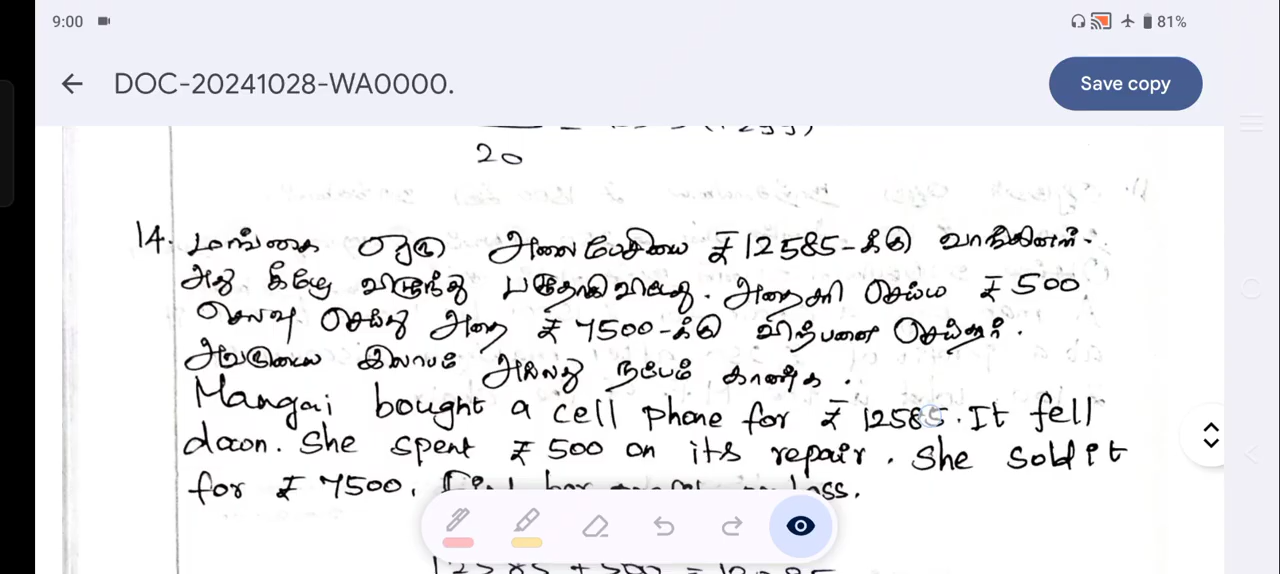 9:00
81%
DOC-20241028-WA0000.
Save copy
20
14. மங்கை ஒரு அலைபேசியை ₹12585-க்கு வாங்கினாள்.
அது கீழே விழுந்து பழுதாகிவிட்டது. அதைசரி செய்ய ₹500
செலவு செய்து அதை ₹7500-க்கு விற்பனை செய்தார்.
அவருடைய இலாபம் அல்லது நட்டம் காண்க.
Mangai bought a cell phone for ₹12585. It fell
down. She spent ₹500 on its repair. She sold it
for ₹7500. loss.